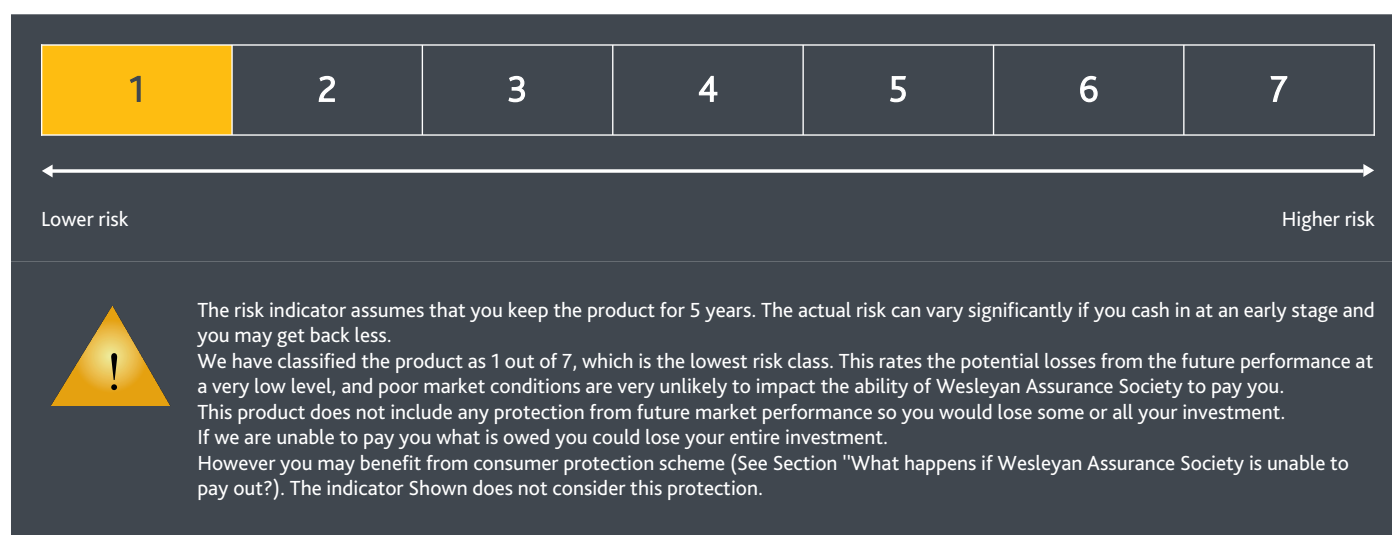 1 2 3 4 5 6 7
Lower risk Higher risk
!
The risk indicator assumes that you keep the product for 5 years. The actual risk can vary significantly if you cash in at an early stage and
you may get back less.
We have classified the product as 1 out of 7, which is the lowest risk class. This rates the potential losses from the future performance at
a very low level, and poor market conditions are very unlikely to impact the ability of Wesleyan Assurance Society to pay you.
This product does not include any protection from future market performance so you would lose some or all your investment.
If we are unable to pay you what is owed you could lose your entire investment.
However you may benefit from consumer protection scheme (See Section "What happens if Wesleyan Assurance Society is unable to
pay out?). The indicator Shown does not consider this protection.